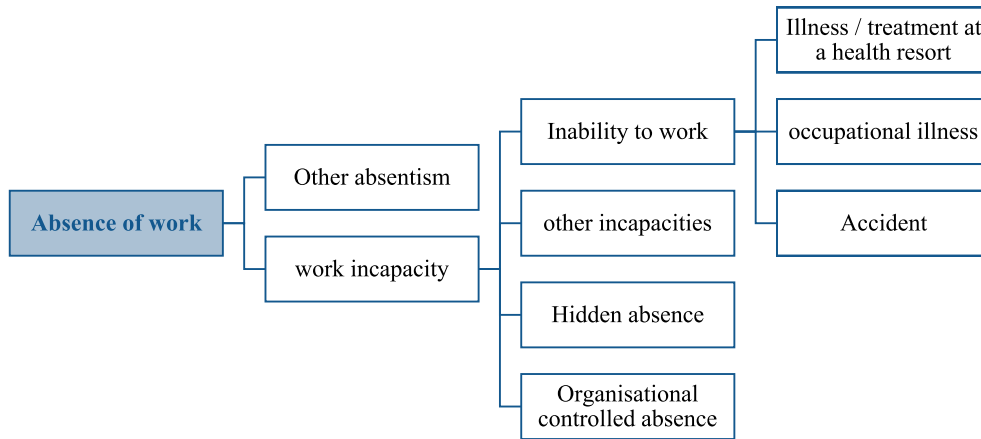 Absence of work
Other absentism
work incapacity
Inability to work
other incapacities
Hidden absence
Organisational
controlled absence
Illness / treatment at
a health resort
occupational illness
Accident